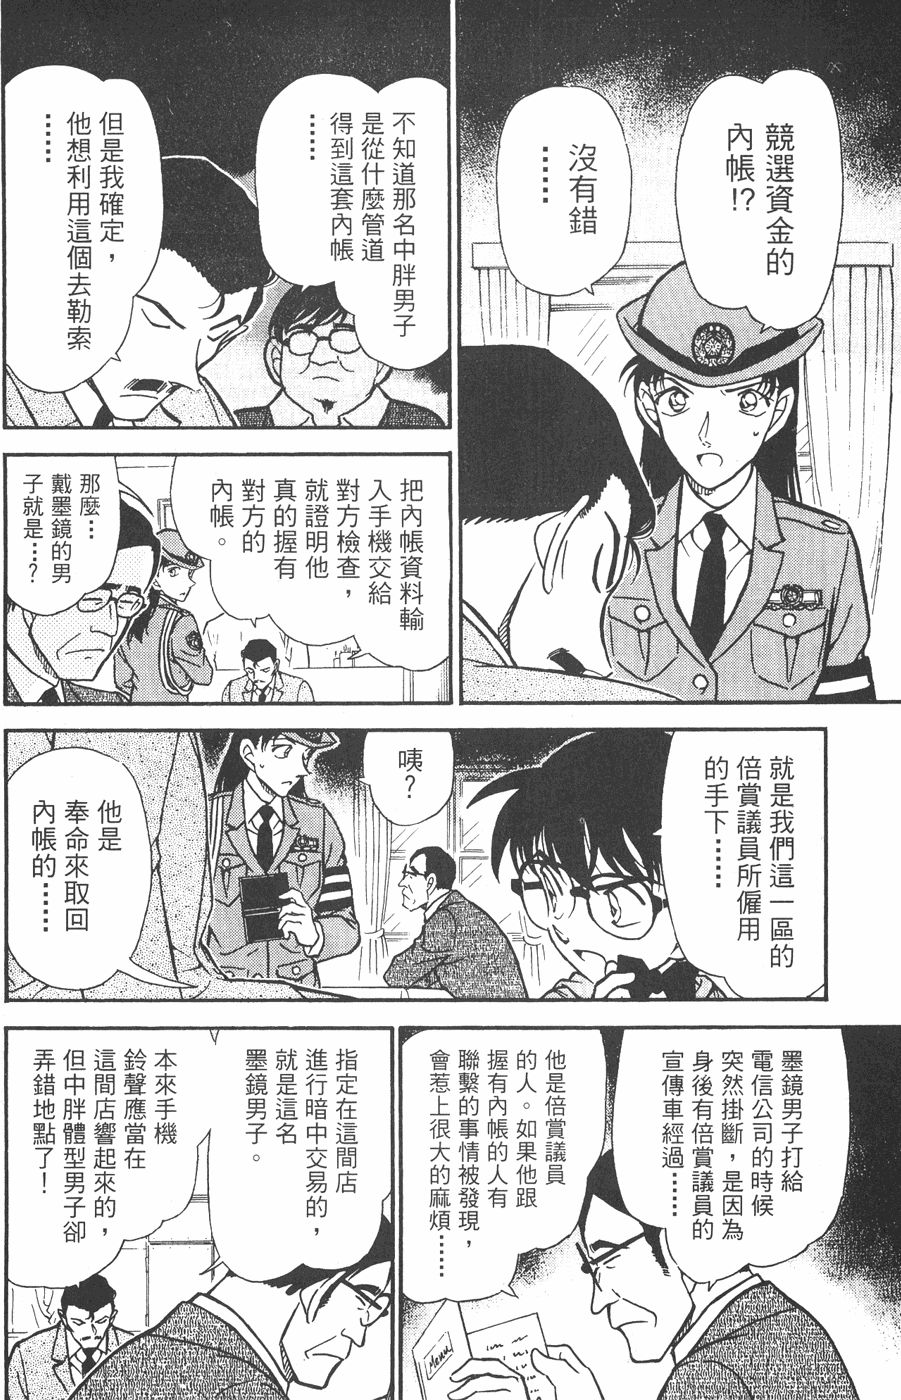 競選資金的
內帳!?
沒有錯
……
不知道那名中胖男子
是從什麼管道
得到這套內帳
……
但是我確定，
他想利用這個去勒索
……
把內帳資料輸
入手機交給
對方檢查，
就證明他
真的握有
對方的
內帳。
那麼…
戴墨鏡的男
子就是…?
就是我們這一區的
倍賞議員所僱用
的手下……
咦?
他是
奉命來取回
內帳的……
墨鏡男子打給
電信公司的時候
突然掛斷，是因為
身後有倍賞議員的
宣傳車經過……
他是倍賞議員
的人。如果他跟
握有內帳的人有
聯繫的事情被發現，
會惹上很大的麻煩……
Menu
指定在這間店
進行暗中交易的，
就是這名
墨鏡男子。
本來手機
鈴聲應當在
這間店響起來的，
但中胖體型男子卻
弄錯地點了!